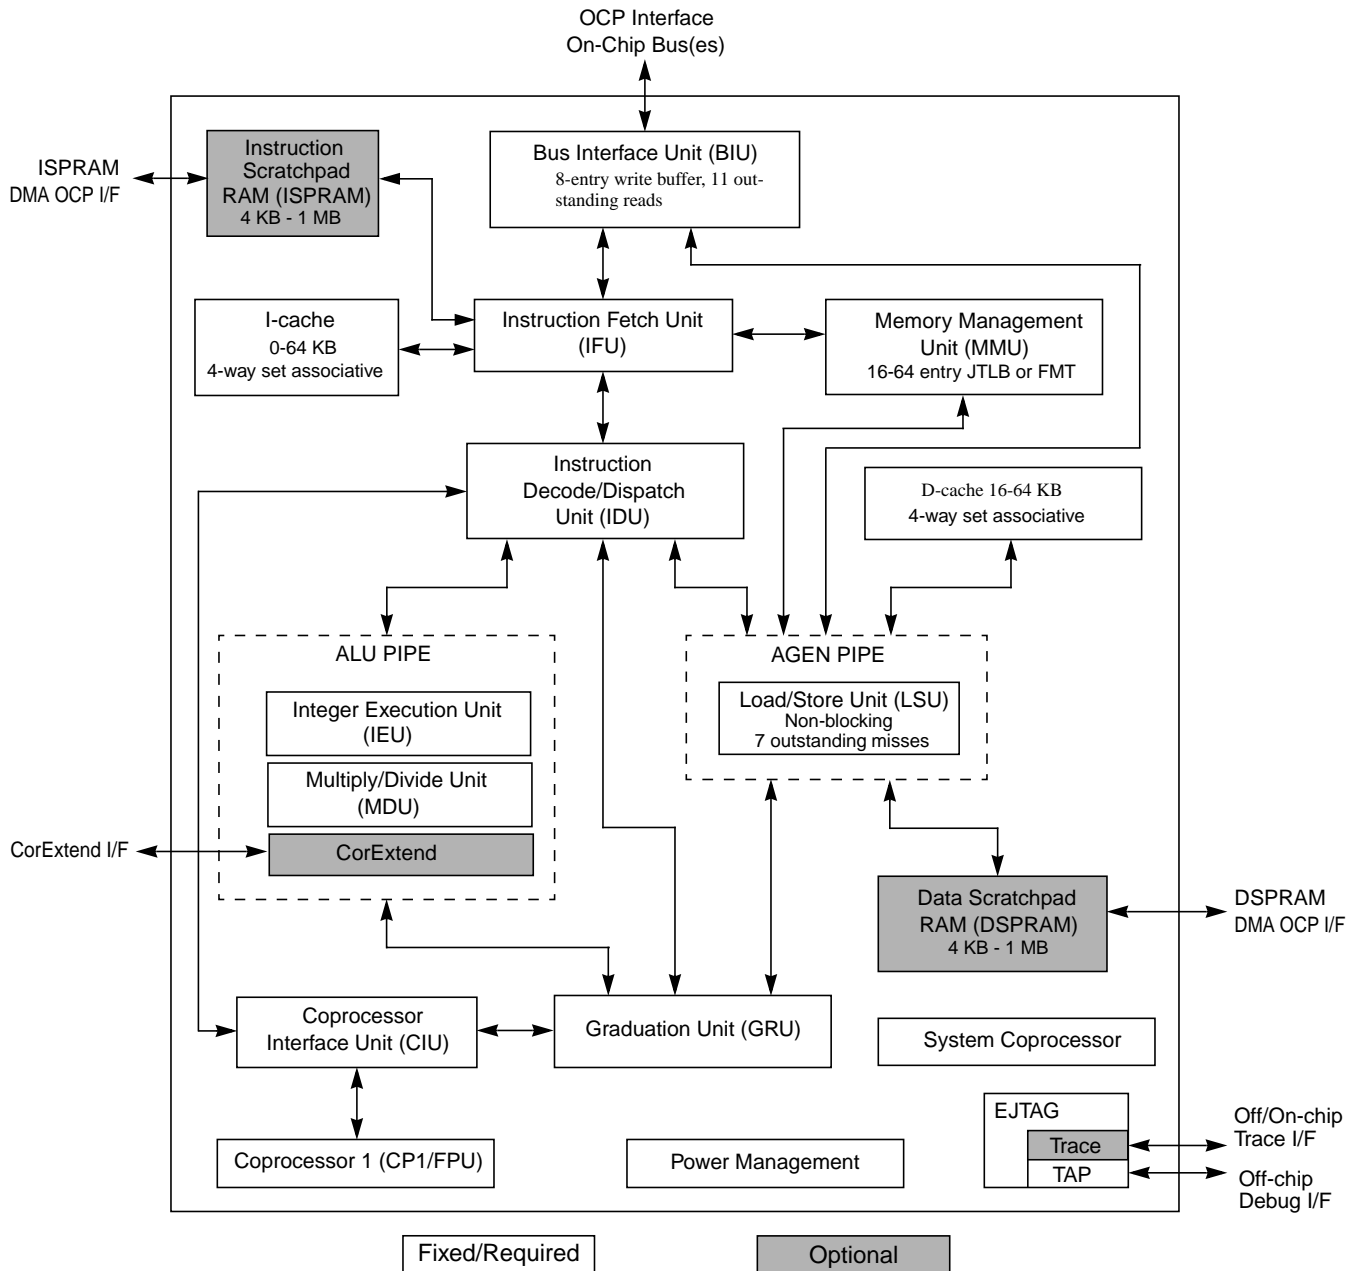 OCP Interface
On-Chip Bus(es)
Instruction
Scratchpad
RAM (ISPRAM)
4 KB - 1 MB
ISPRAM
DMA OCP I/F
Bus Interface Unit (BIU)
8-entry write buffer, 11 out-
standing reads
I-cache
0-64 KB
4-way set associative
Instruction Fetch Unit
(IFU)
Memory Management
Unit (MMU)
16-64 entry JTLB or FMT
Instruction
Decode/Dispatch
Unit (IDU)
D-cache 16-64 KB
4-way set associative
ALU PIPE
Integer Execution Unit
(IEU)
Multiply/Divide Unit
(MDU)
CorExtend
CorExtend I/F
AGEN PIPE
Load/Store Unit (LSU)
Non-blocking
7 outstanding misses
Data Scratchpad
RAM (DSPRAM)
4 KB - 1 MB
DSPRAM
DMA OCP I/F
Coprocessor
Interface Unit (CIU)
Graduation Unit (GRU)
System Coprocessor
Coprocessor 1 (CP1/FPU)
Power Management
EJTAG
Trace
TAP
Off/On-chip
Trace I/F
Off-chip
Debug I/F
Fixed/Required
Optional